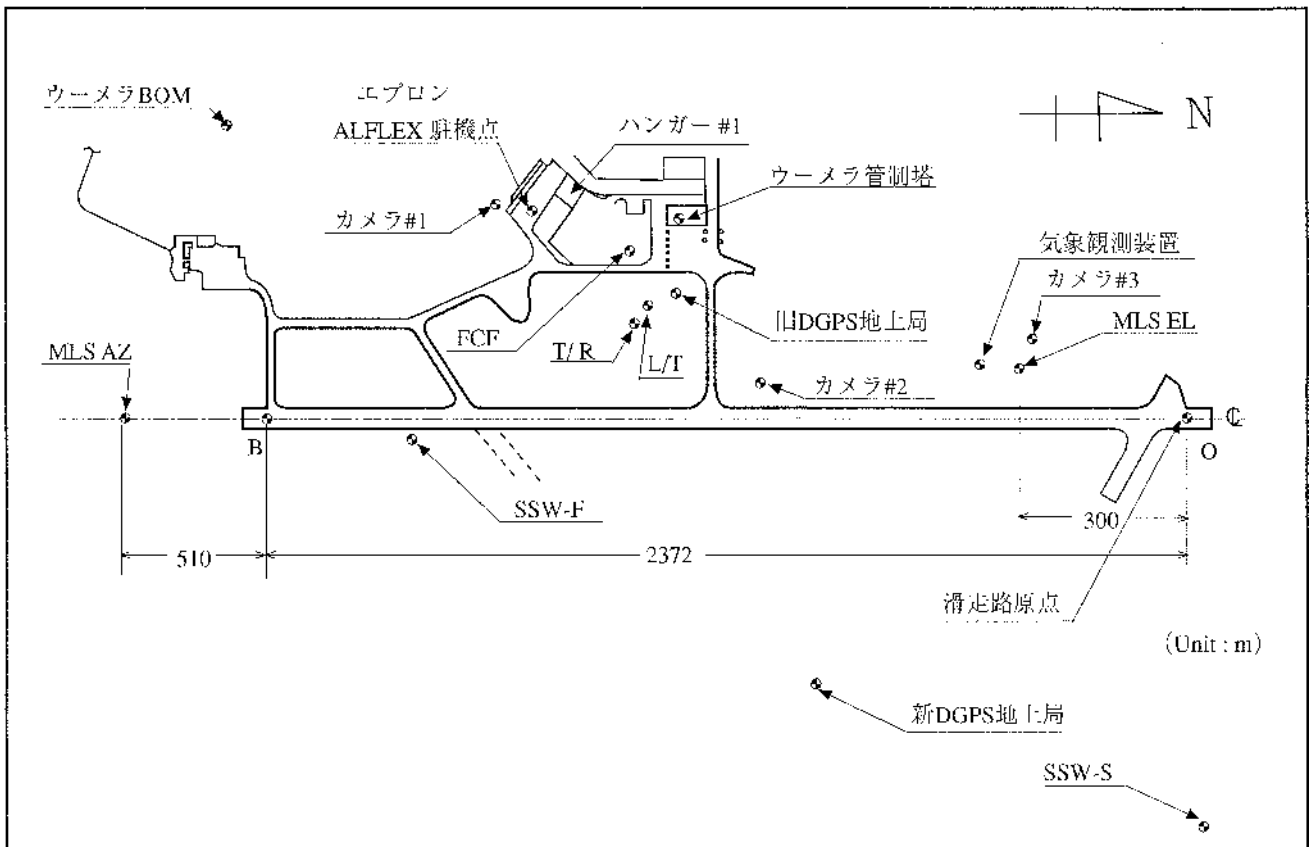 ウーメラBOM
エプロン
ALFLEX 駐機点
ハンガー #1
N
カメラ#1
ウーメラ管制塔
気象観測装置
カメラ#3
MLS EL
旧DGPS地上局
FCF
T/R
L/T
カメラ#2
MLS AZ
B
O
℄
SSW-F
300
510
2372
滑走路原点
(Unit : m)
新DGPS地上局
SSW-S